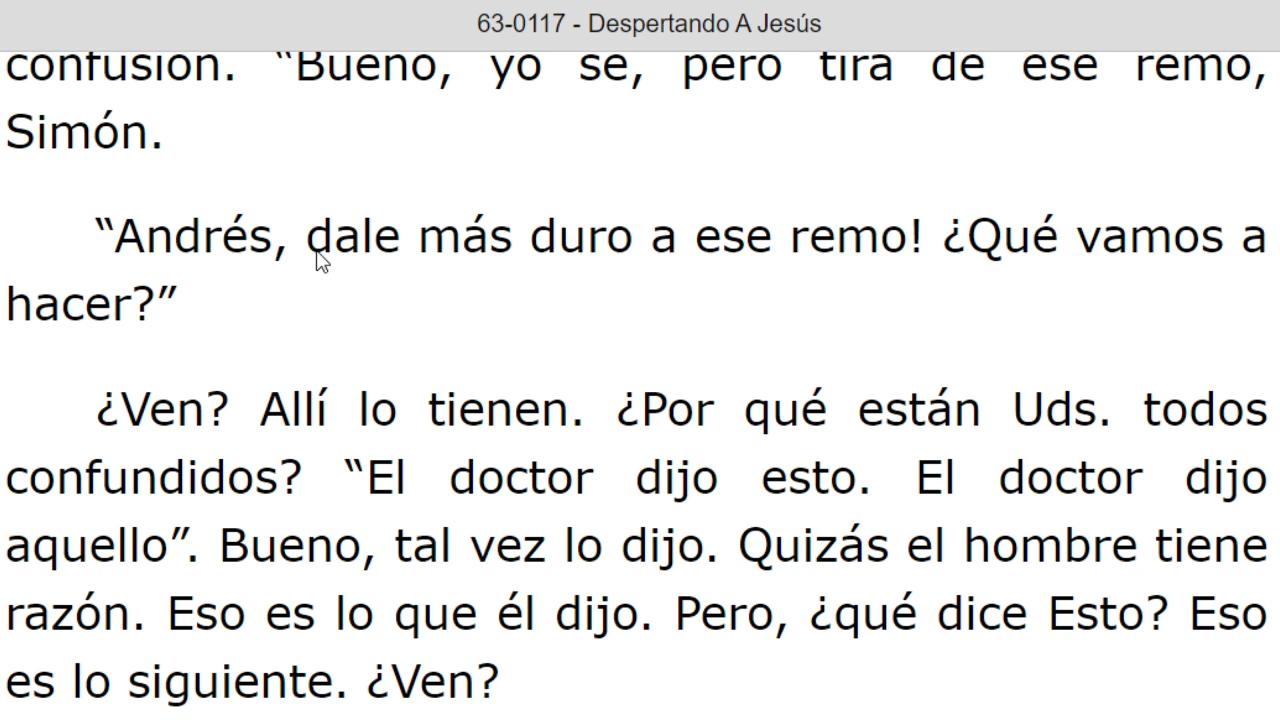 63-0117 - Despertando A Jesús
confusión. “Bueno, yo sé, pero tira de ese remo,
Simón.
“Andrés, dale más duro a ese remo! ¿Qué vamos a
hacer?”
¿Ven? Allí lo tienen. ¿Por qué están Uds. todos
confundidos? “El doctor dijo esto. El doctor dijo
aquello”. Bueno, tal vez lo dijo. Quizás el hombre tiene
razón. Eso es lo que él dijo. Pero, ¿qué dice Esto? Eso
es lo siguiente. ¿Ven?